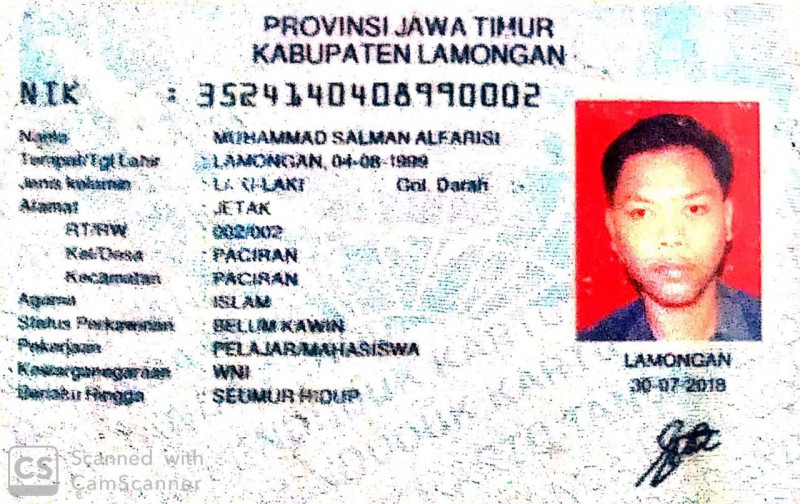 PROVINSI JAWA TIMUR
KABUPATEN LAMONGAN
NIK : 3524140408990002
Nama : MUHAMMAD SALMAN ALFARISI
Tempat/Tgl Lahir : LAMONGAN, 04-08-1999
Jenis kelamin : LAKI-LAKI Gol. Darah
Alamat : JETAK
RT/RW : 002/002
Kel/Desa : PACIRAN
Kecamatan : PACIRAN
Agama : ISLAM
Status Perkawinan : BELUM KAWIN
Pekerjaan : PELAJAR/MAHASISWA
Kewarganegaraan : WNI
Berlaku Hingga : SEUMUR HIDUP
LAMONGAN
30-07-2018
CS Scanned with
CamScanner